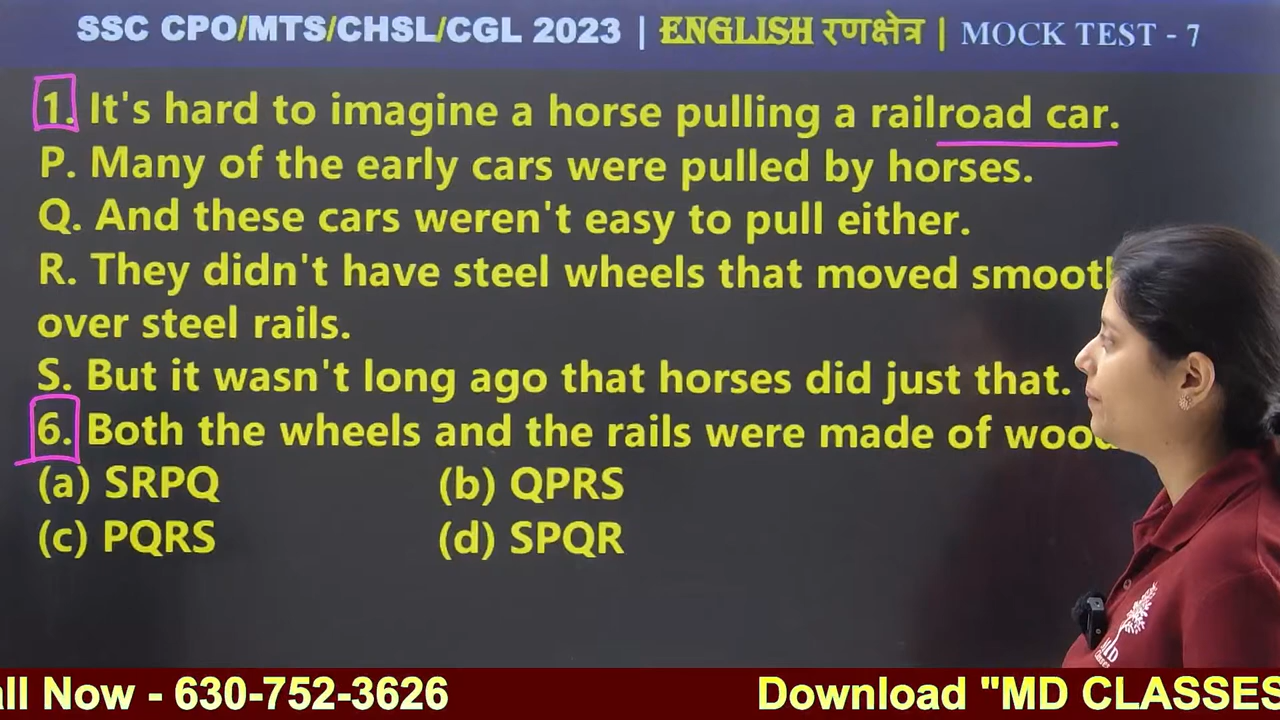 SSC CPO/MTS/CHSL/CGL 2023 | ENGLISH रणक्षेत्र | MOCK TEST - 7
1. It's hard to imagine a horse pulling a railroad car.
P. Many of the early cars were pulled by horses.
Q. And these cars weren't easy to pull either.
R. They didn't have steel wheels that moved
over steel rails.
S. But it wasn't long ago that horses did just that.
6. Both the wheels and the rails were made of
(a) SRPQ (b) QPRS
(c) PQRS (d) SPQR
MD
Now - 630-752-3626 Download "MD CLASSES